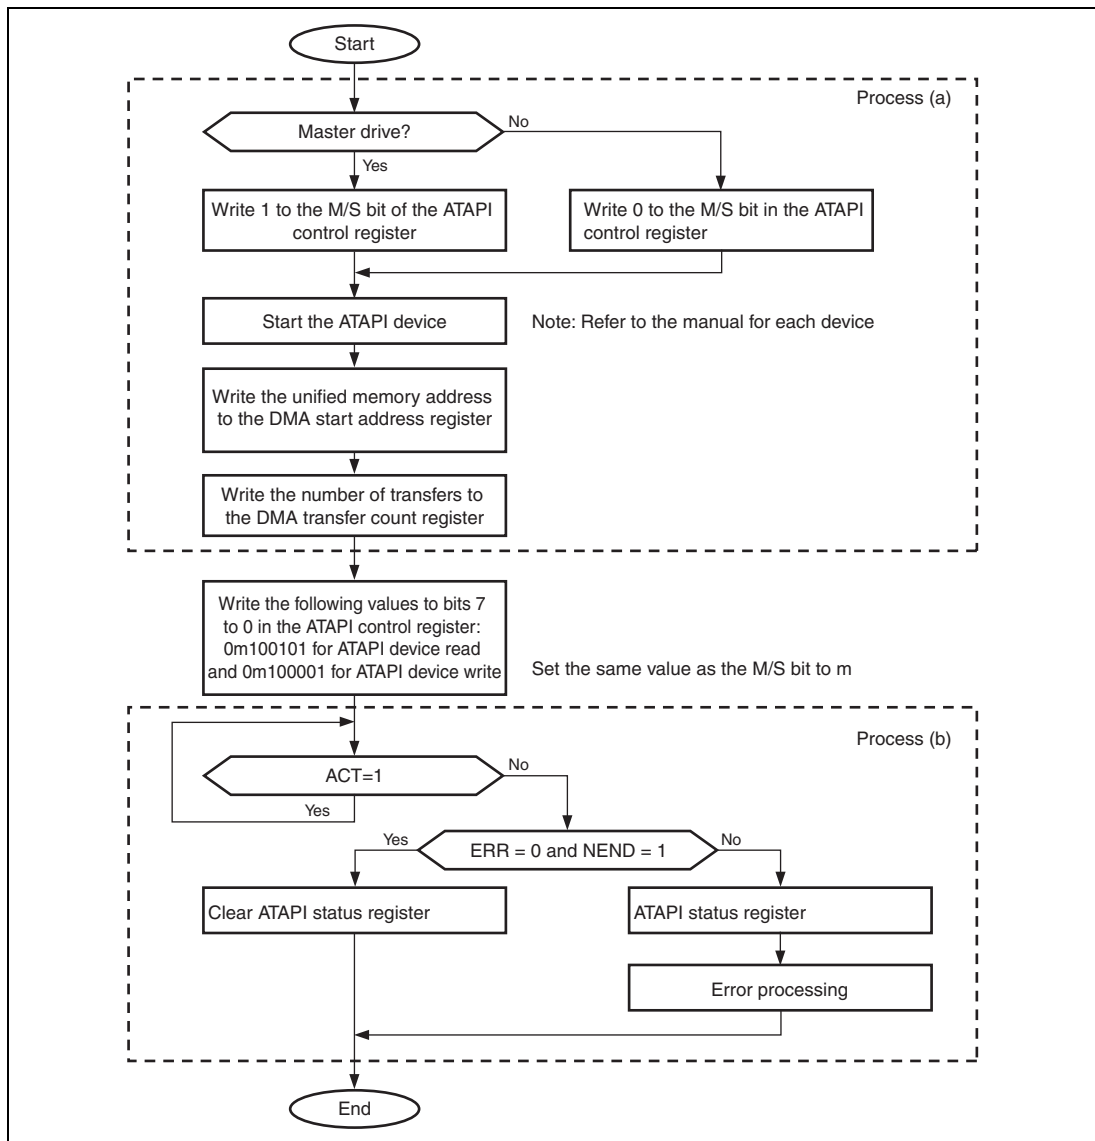 Start
Process (a)
Master drive?
No
Yes
Write 1 to the M/S bit of the ATAPI
control register
Write 0 to the M/S bit in the ATAPI
control register
Start the ATAPI device
Note: Refer to the manual for each device
Write the unified memory address
to the DMA start address register
Write the number of transfers to
the DMA transfer count register
Write the following values to bits 7
to 0 in the ATAPI control register:
0m100101 for ATAPI device read
and 0m100001 for ATAPI device write
Set the same value as the M/S bit to m
Process (b)
ACT=1
No
Yes
ERR = 0 and NEND = 1
Yes
No
Clear ATAPI status register
ATAPI status register
Error processing
End